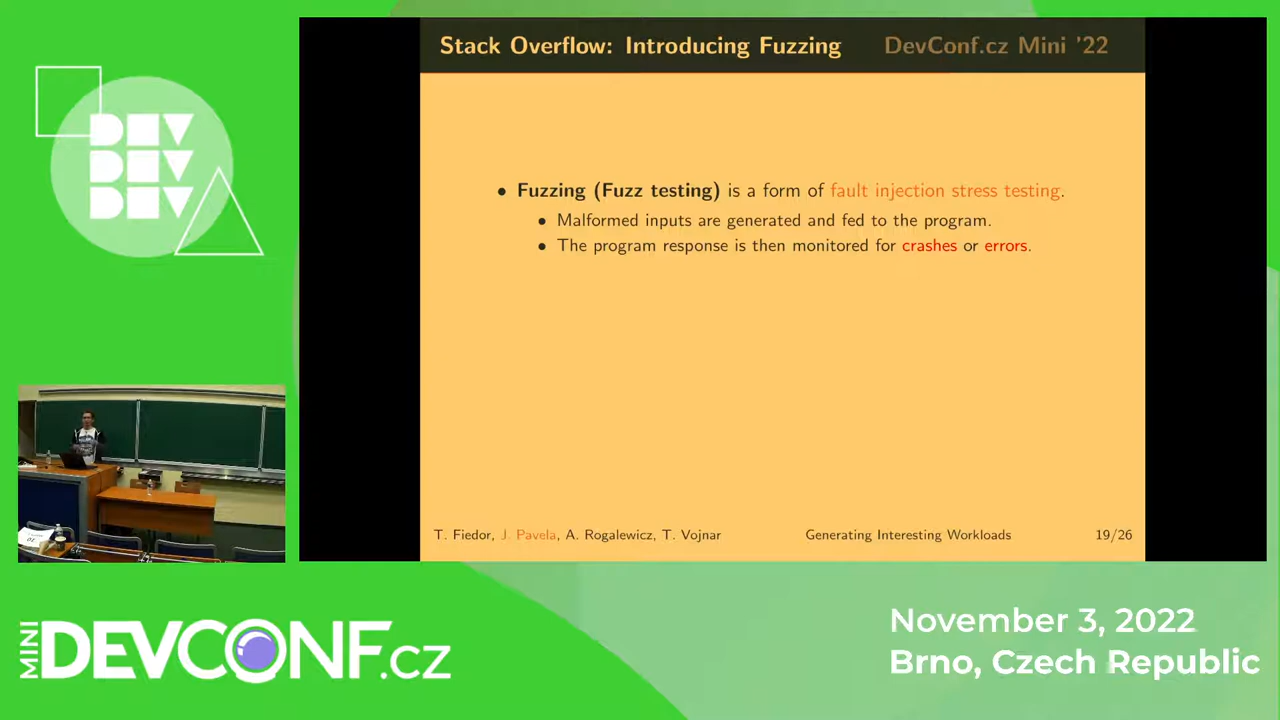 DEV
DEV
DEV
Stack Overflow: Introducing Fuzzing DevConf.cz Mini '22
• Fuzzing (Fuzz testing) is a form of fault injection stress testing.
• Malformed inputs are generated and fed to the program.
• The program response is then monitored for crashes or errors.
T. Fiedor, J. Pavela, A. Rogalewicz, T. Vojnar Generating Interesting Workloads 19/26
MINI DEVCONF.cz
November 3, 2022
Brno, Czech Republic